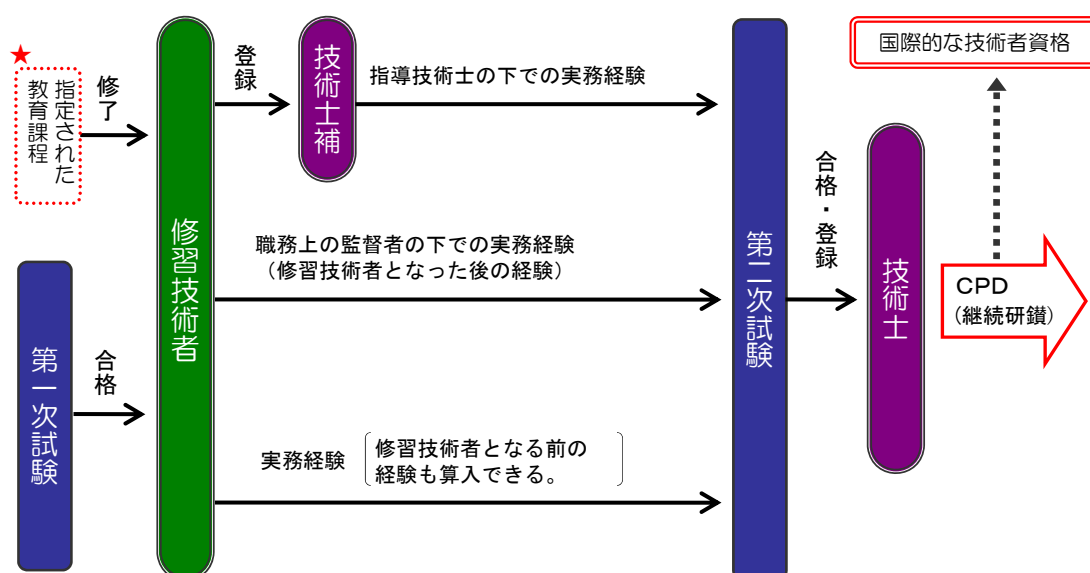 ★
指定された
教育課程
修了
第一次試験
合格
修習技術者
登録
技術士補
指導技術士の下での実務経験
職務上の監督者の下での実務経験
（修習技術者となった後の経験）
実務経験
修習技術者となる前の
経験も算入できる。
第二次試験
合格・登録
技術士
国際的な技術者資格
CPD
(継続研鑚)